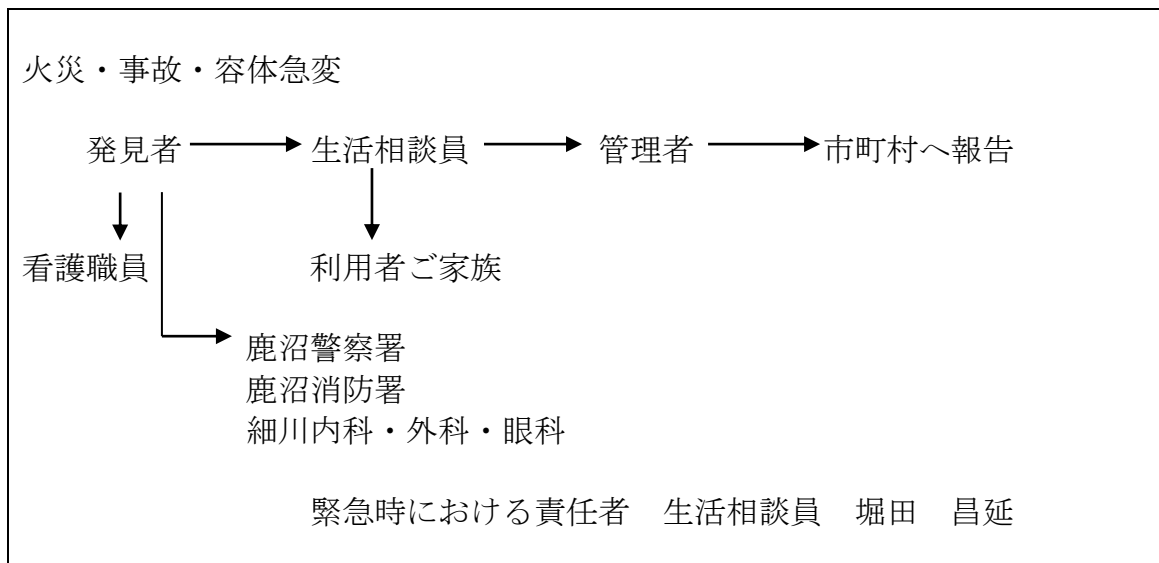 火災・事故・容体急変
発見者 生活相談員 管理者 市町村へ報告
看護職員 利用者ご家族
鹿沼警察署
鹿沼消防署
細川内科・外科・眼科
緊急時における責任者　生活相談員　堀田　昌延